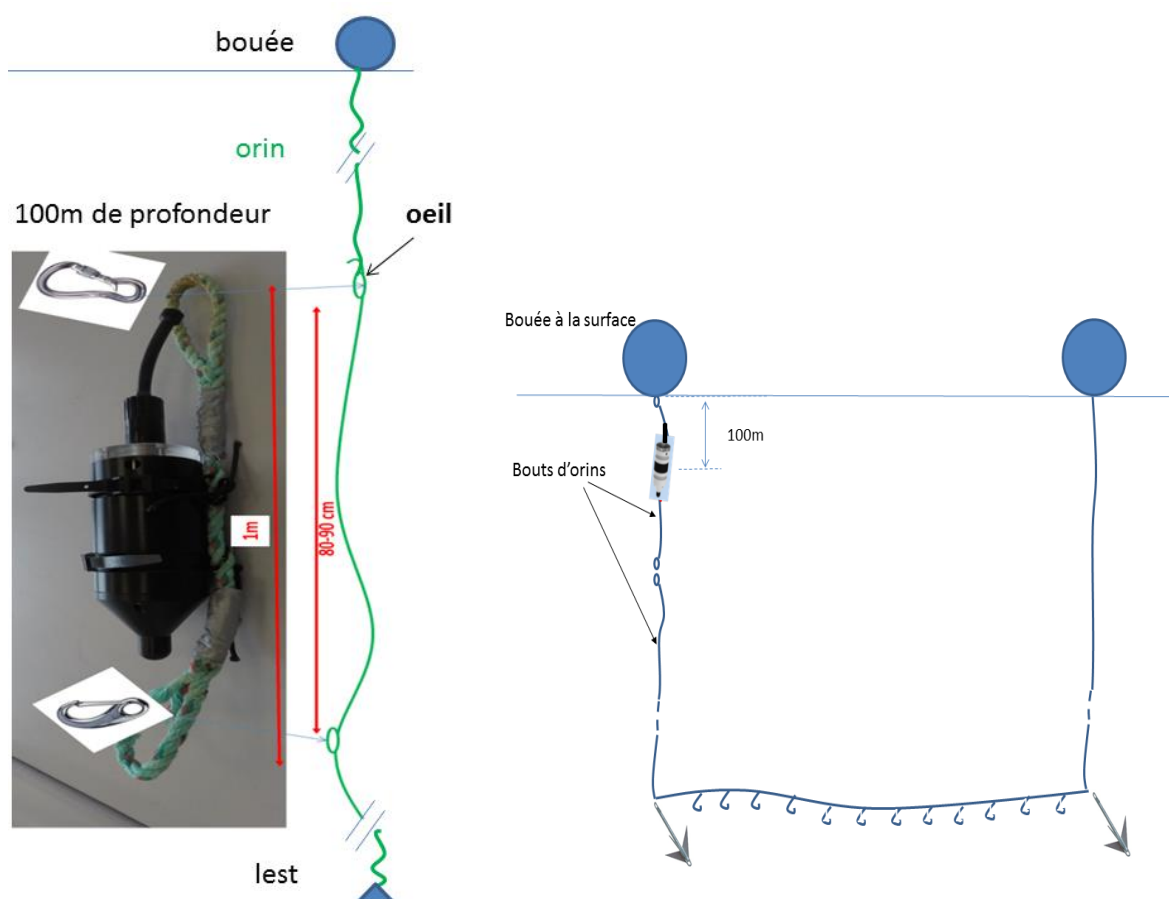 bouée
orin
100m de profondeur
oeil
1m
80-90 cm
lest
Bouée à la surface
100m
Bouts d'orins